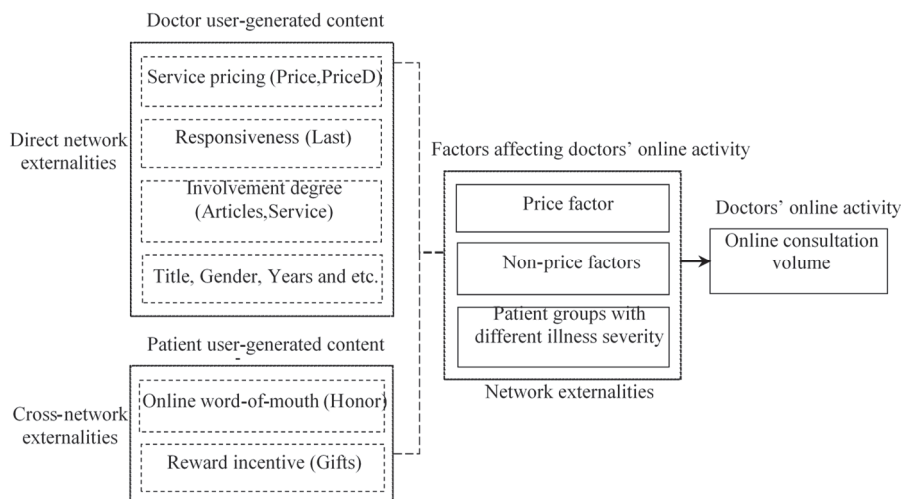 Doctor user-generated content
Service pricing (Price,PriceD)
Responsiveness (Last)
Involvement degree
(Articles,Service)
Title, Gender, Years and etc.
Direct network
externalities
Patient user-generated content
Online word-of-mouth (Honor)
Reward incentive (Gifts)
Cross-network
externalities
Factors affecting doctors' online activity
Price factor
Non-price factors
Patient groups with
different illness severity
Network externalities
Doctors' online activity
Online consultation
volume